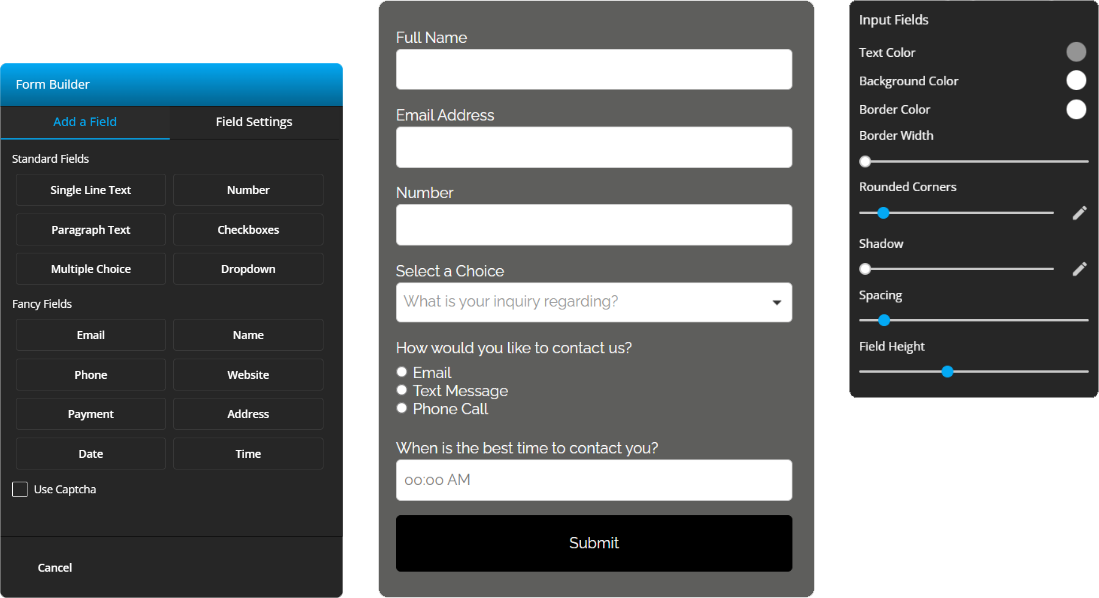 Form Builder
Add a Field Field Settings
Standard Fields
Single Line Text Number
Paragraph Text Checkboxes
Multiple Choice Dropdown
Fancy Fields
Email Name
Phone Website
Payment Address
Date Time
Use Captcha
Cancel
Full Name
Email Address
Number
Select a Choice
What is your inquiry regarding?
How would you like to contact us?
Email
Text Message
Phone Call
When is the best time to contact you?
00:00 AM
Submit
Input Fields
Text Color
Background Color
Border Color
Border Width
Rounded Corners
Shadow
Spacing
Field Height